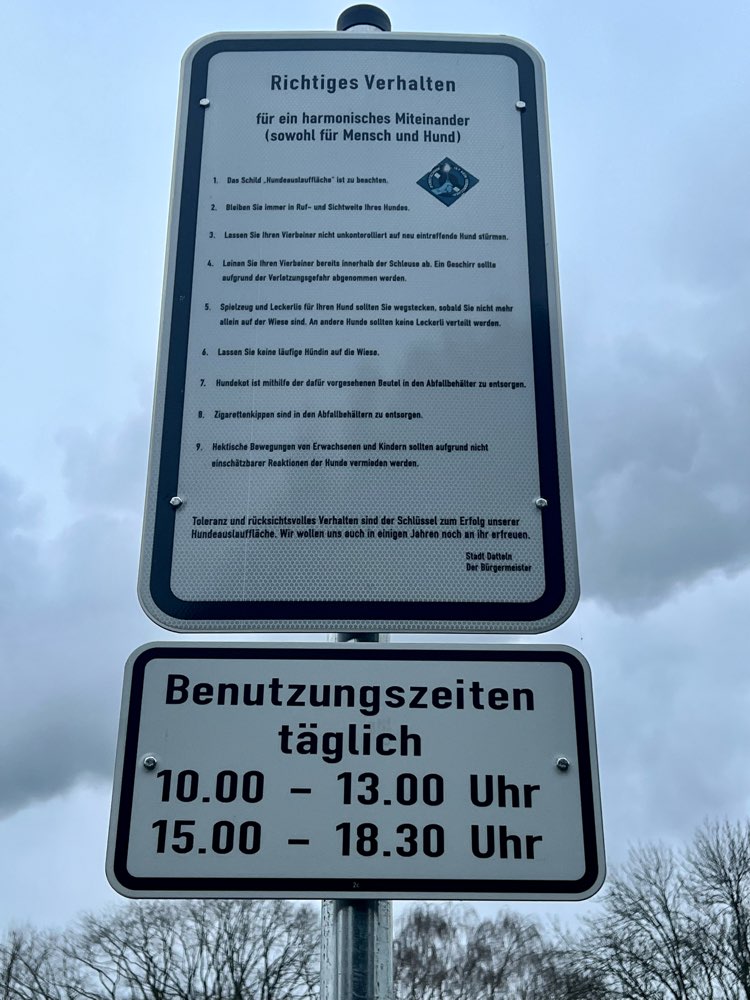 Richtiges Verhalten
für ein harmonisches Miteinander
(sowohl für Mensch und Hund)
1. Das Schild „Hundeauslauffläche“ ist zu beachten.
2. Bleiben Sie immer in Ruf- und Sichtweite Ihres Hundes.
3. Lassen Sie Ihren Vierbeiner nicht unkontrolliert auf neu eintreffende Hund stürmen.
4. Leinen Sie Ihren Vierbeiner bereits innerhalb der Schleuse ab. Ein Geschirr sollte
aufgrund der Verletzungsgefahr abgenommen werden.
5. Spielzeug und Leckerlie für Ihren Hund sollten Sie wegstecken, sobald Sie nicht mehr
allein auf der Wiese sind. An andere Hunde sollten keine Leckerli verteilt werden.
6. Lassen Sie keine läufige Hündin auf die Wiese.
7. Hundekot ist mithilfe der dafür vorgesehenen Beutel in den Abfallbehälter zu entsorgen.
8. Zigarettenkippen sind in den Abfallbehältern zu entsorgen.
9. Hektische Bewegungen von Erwachsenen und Kindern sollten aufgrund nicht
einschätzbarer Reaktionen der Hunde vermieden werden.
Toleranz und rücksichtsvolles Verhalten sind der Schlüssel zum Erfolg unserer
Hundeauslauffläche. Wir wollen uns auch in einigen Jahren noch an ihr erfreuen.
Stadt Datteln
Der Bürgermeister
Benutzungszeiten
täglich
10.00 – 13.00 Uhr
15.00 – 18.30 Uhr